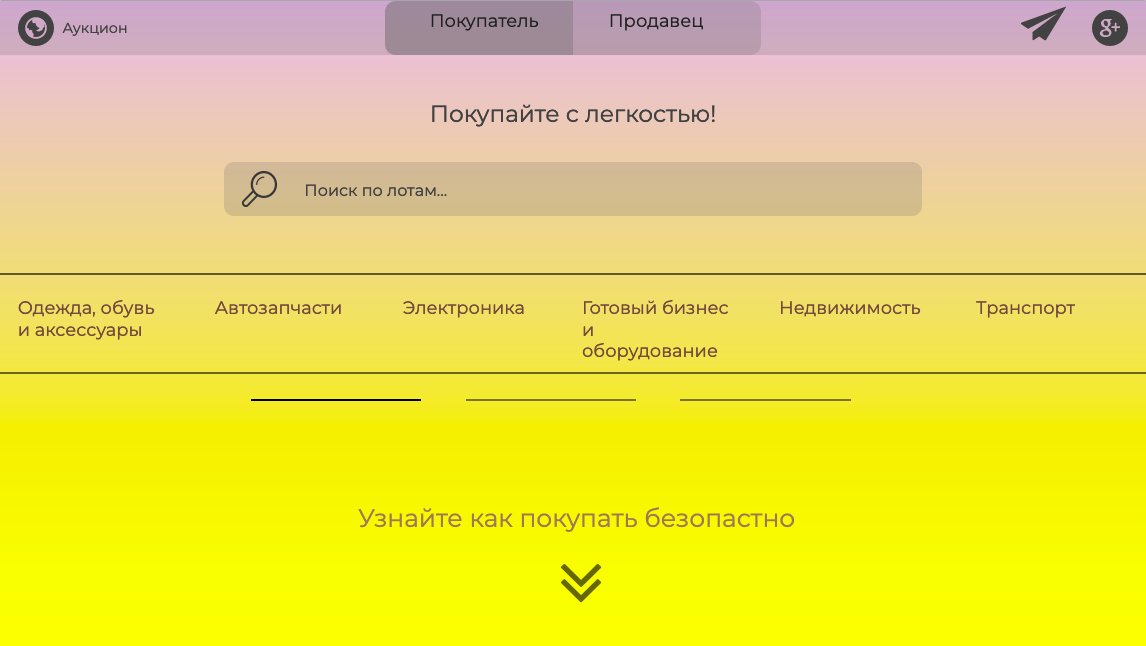 Аукцион
Покупатель
Продавец
g+
Покупайте с легкостью!
Поиск по лотам...
Одежда, обувь
и аксессуары
Автозапчасти
Электроника
Готовый бизнес
и
оборудование
Недвижимость
Транспорт
Узнайте как покупать безопастно